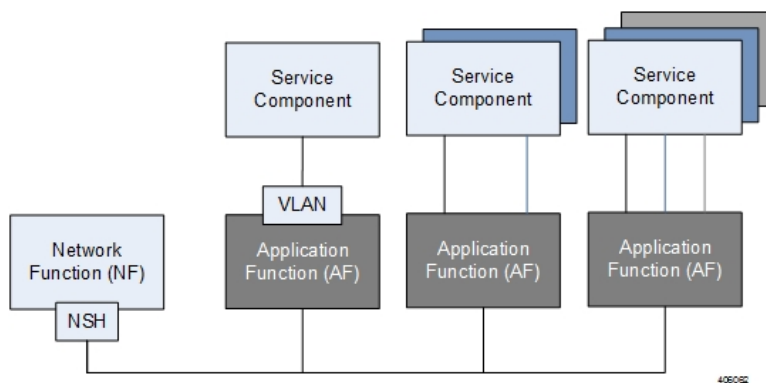 Service
Component
Service
Component
Service
Component
VLAN
Network
Function (NF)
Application
Function (AF)
Application
Function (AF)
Application
Function (AF)
NSH
406062